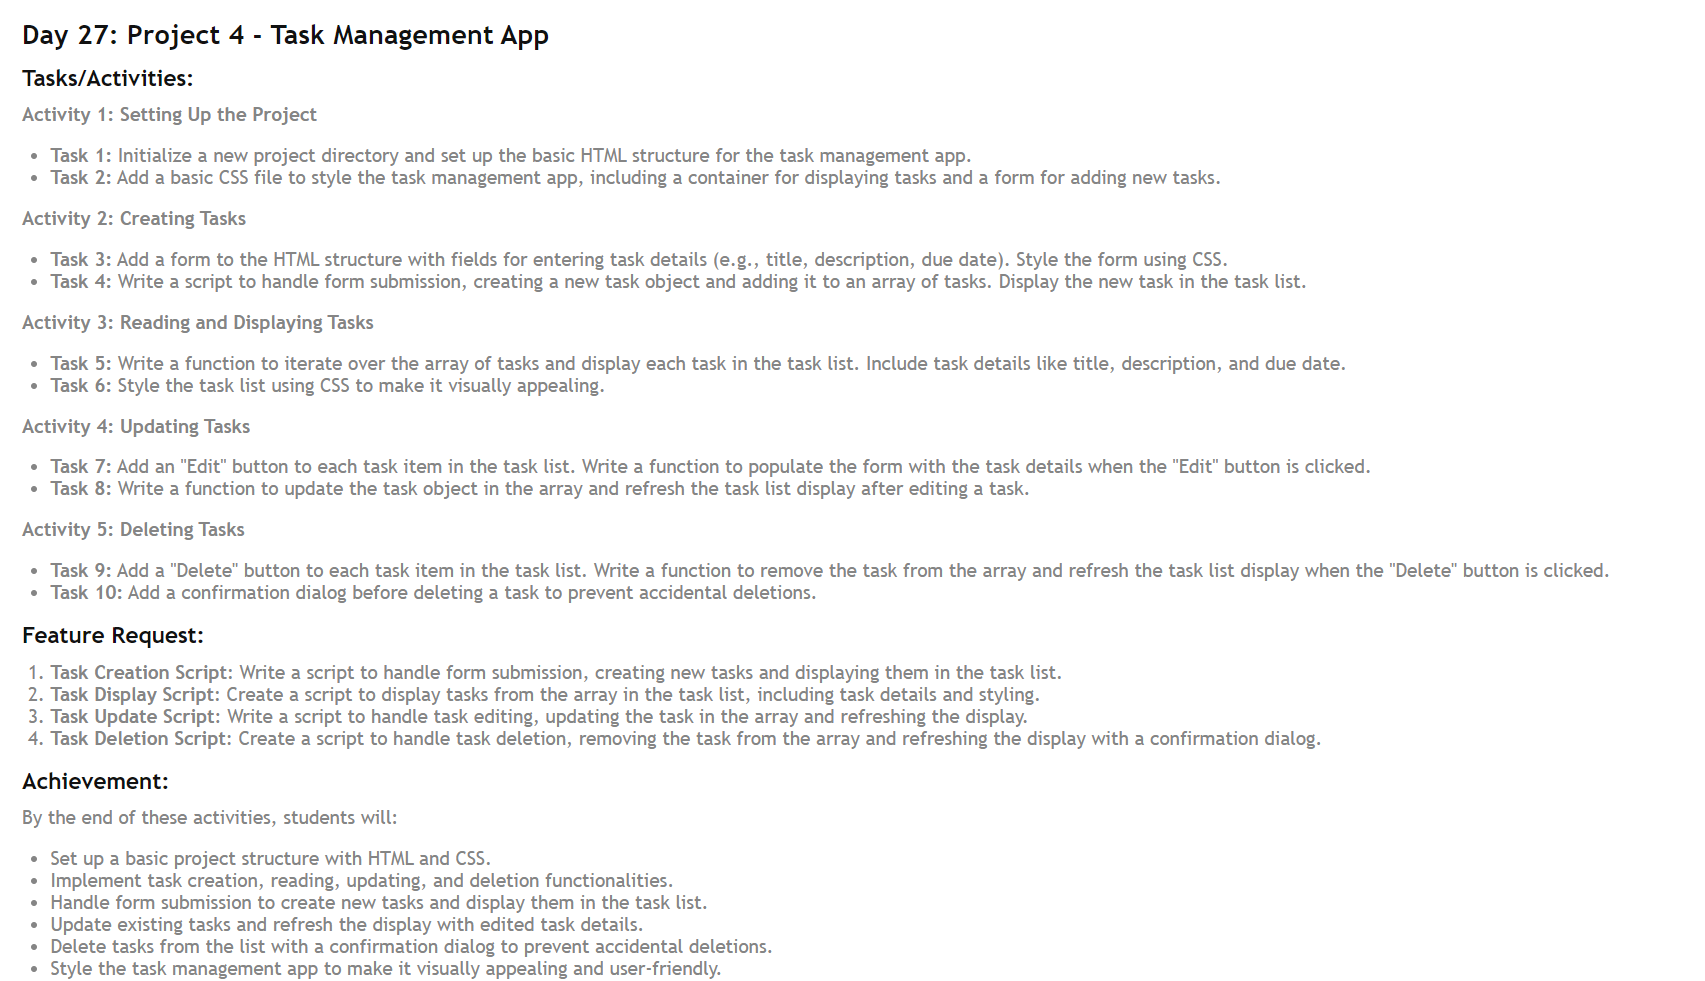 Day 27: Project 4 - Task Management App
Tasks/Activities:
Activity 1: Setting Up the Project
• Task 1: Initialize a new project directory and set up the basic HTML structure for the task management app.
• Task 2: Add a basic CSS file to style the task management app, including a container for displaying tasks and a form for adding new tasks.
Activity 2: Creating Tasks
• Task 3: Add a form to the HTML structure with fields for entering task details (e.g., title, description, due date). Style the form using CSS.
• Task 4: Write a script to handle form submission, creating a new task object and adding it to an array of tasks. Display the new task in the task list.
Activity 3: Reading and Displaying Tasks
• Task 5: Write a function to iterate over the array of tasks and display each task in the task list. Include task details like title, description, and due date.
• Task 6: Style the task list using CSS to make it visually appealing.
Activity 4: Updating Tasks
• Task 7: Add an "Edit" button to each task item in the task list. Write a function to populate the form with the task details when the "Edit" button is clicked.
• Task 8: Write a function to update the task object in the array and refresh the task list display after editing a task.
Activity 5: Deleting Tasks
• Task 9: Add a "Delete" button to each task item in the task list. Write a function to remove the task from the array and refresh the task list display when the "Delete" button is clicked.
• Task 10: Add a confirmation dialog before deleting a task to prevent accidental deletions.
Feature Request:
1. Task Creation Script: Write a script to handle form submission, creating new tasks and displaying them in the task list.
2. Task Display Script: Create a script to display tasks from the array in the task list, including task details and styling.
3. Task Update Script: Write a script to handle task editing, updating the task in the array and refreshing the display.
4. Task Deletion Script: Create a script to handle task deletion, removing the task from the array and refreshing the display with a confirmation dialog.
Achievement:
By the end of these activities, students will:
• Set up a basic project structure with HTML and CSS.
• Implement task creation, reading, updating, and deletion functionalities.
• Handle form submission to create new tasks and display them in the task list.
• Update existing tasks and refresh the display with edited task details.
• Delete tasks from the list with a confirmation dialog to prevent accidental deletions.
• Style the task management app to make it visually appealing and user-friendly.